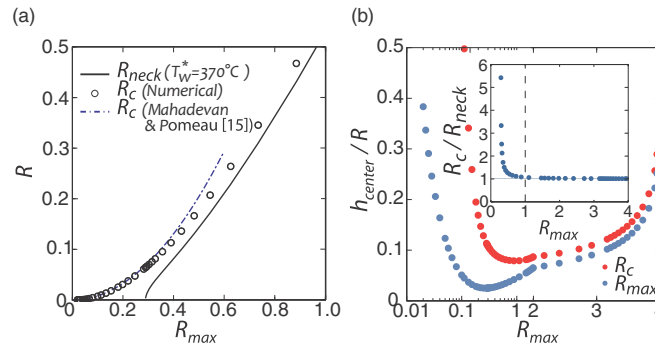 (a)
0.5
0.4
0.3
0.2
0.1
0
R
R_neck (T*_w=370°C)
R_c (Numerical)
R_c (Mahadevan
& Pomeau [15])
0 0.2 0.4 0.6 0.8 1.0
R_max
(b)
h_center / R
0.5
0.4
0.3
0.2
0.1
0
R_c / R_neck
6
5
4
3
2
1
0 1 2 3 4
R_max
R_c
R_max
0.01 0.1 1 2 3 4
R_max